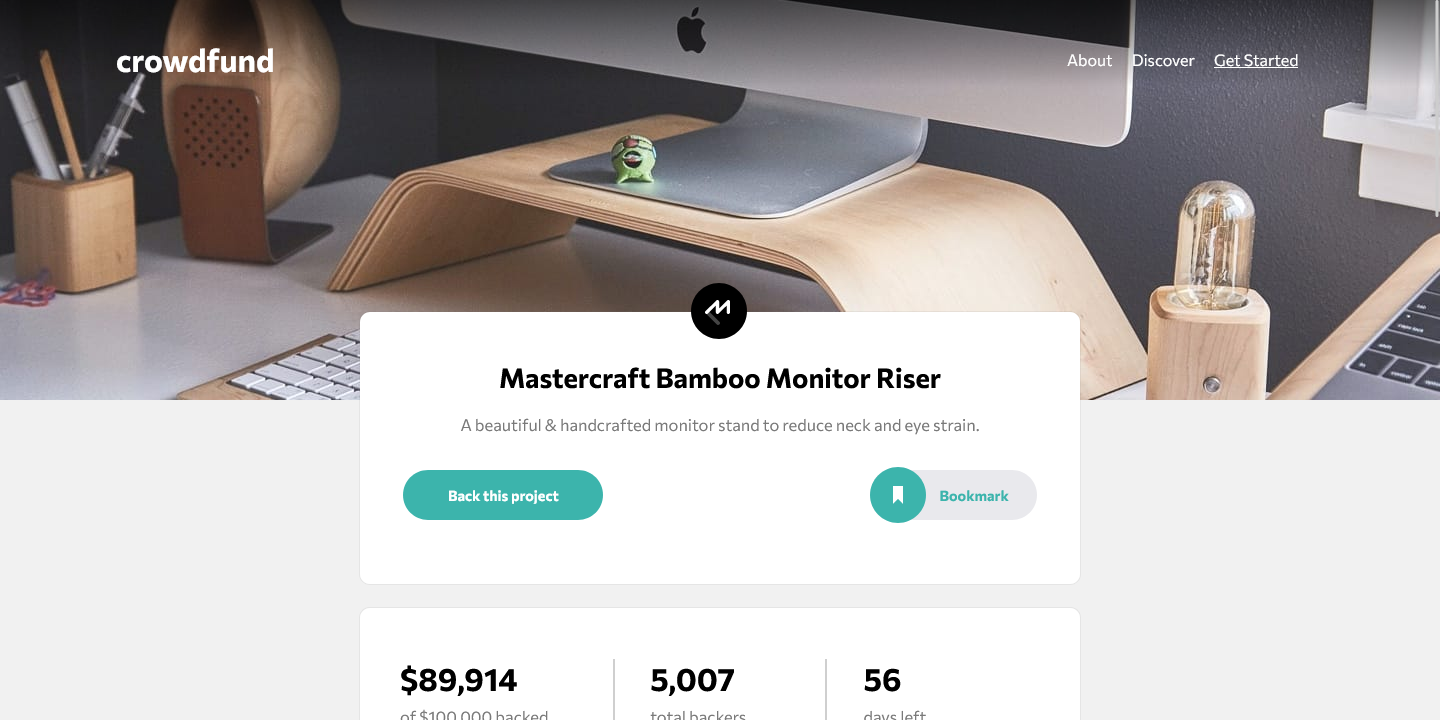 crowdfund
About Discover Get Started
Mastercraft Bamboo Monitor Riser
A beautiful & handcrafted monitor stand to reduce neck and eye strain.
Back this project
Bookmark
$89,914 5,007 56
of $100,000 backed total backers days left